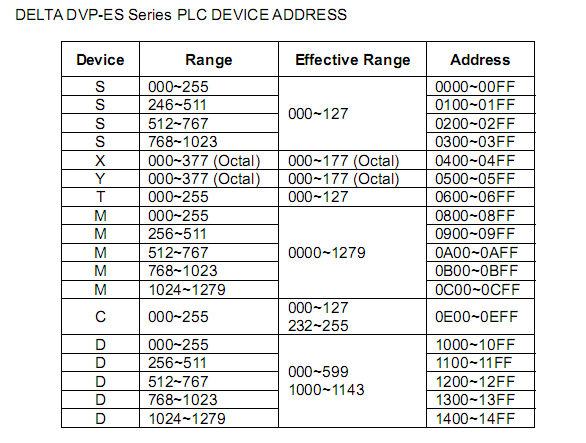 DELTA DVP-ES Series PLC DEVICE ADDRESS
Device Range Effective Range Address
S 000~255 000~127 0000~00FF
S 246~511 0100~01FF
S 512~767 0200~02FF
S 768~1023 0300~03FF
X 000~377 (Octal) 000~177 (Octal) 0400~04FF
Y 000~377 (Octal) 000~177 (Octal) 0500~05FF
T 000~255 000~127 0600~06FF
M 000~255 0000~1279 0800~08FF
M 256~511 0900~09FF
M 512~767 0A00~0AFF
M 768~1023 0B00~0BFF
M 1024~1279 0C00~0CFF
C 000~255 000~127 232~255 0E00~0EFF
D 000~255 000~599 1000~1143 1000~10FF
D 256~511 1100~11FF
D 512~767 1200~12FF
D 768~1023 1300~13FF
D 1024~1279 1400~14FF